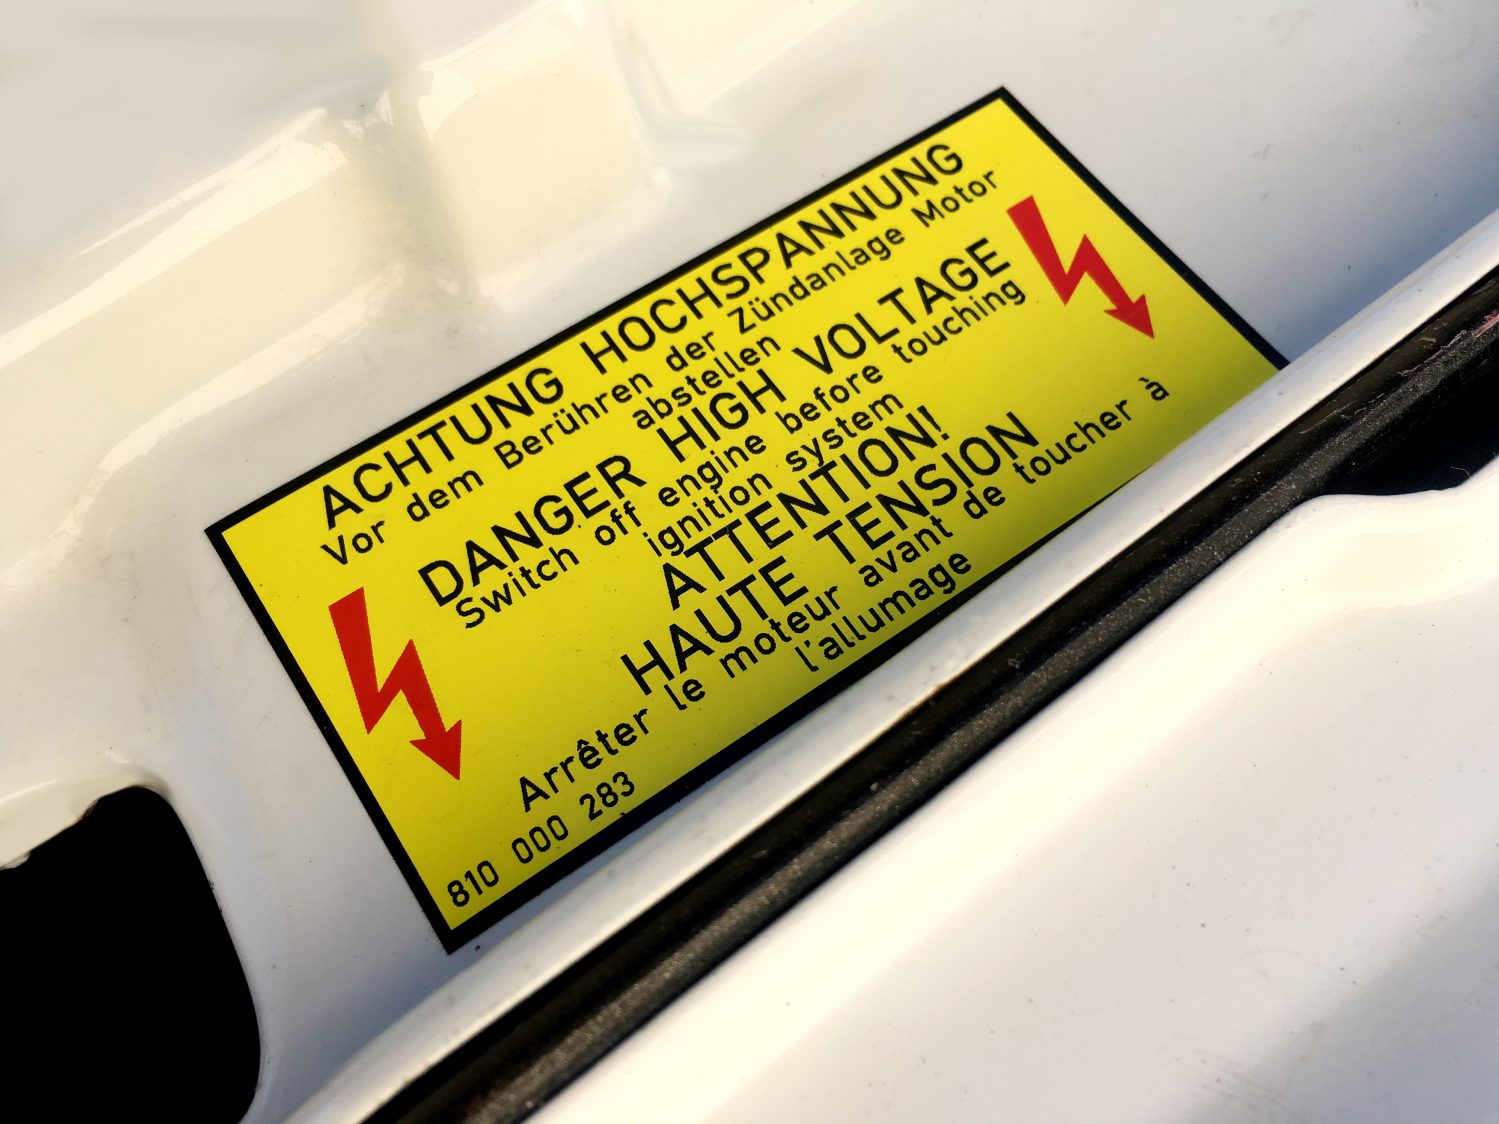 ACHTUNG HOCHSPANNUNG
Vor dem Berühren der Zündanlage Motor
abstellen
DANGER HIGH VOLTAGE
Switch off engine before touching
ignition system
ATTENTION!
HAUTE TENSION
Arrêter le moteur avant de toucher à
l'allumage
810 000 283